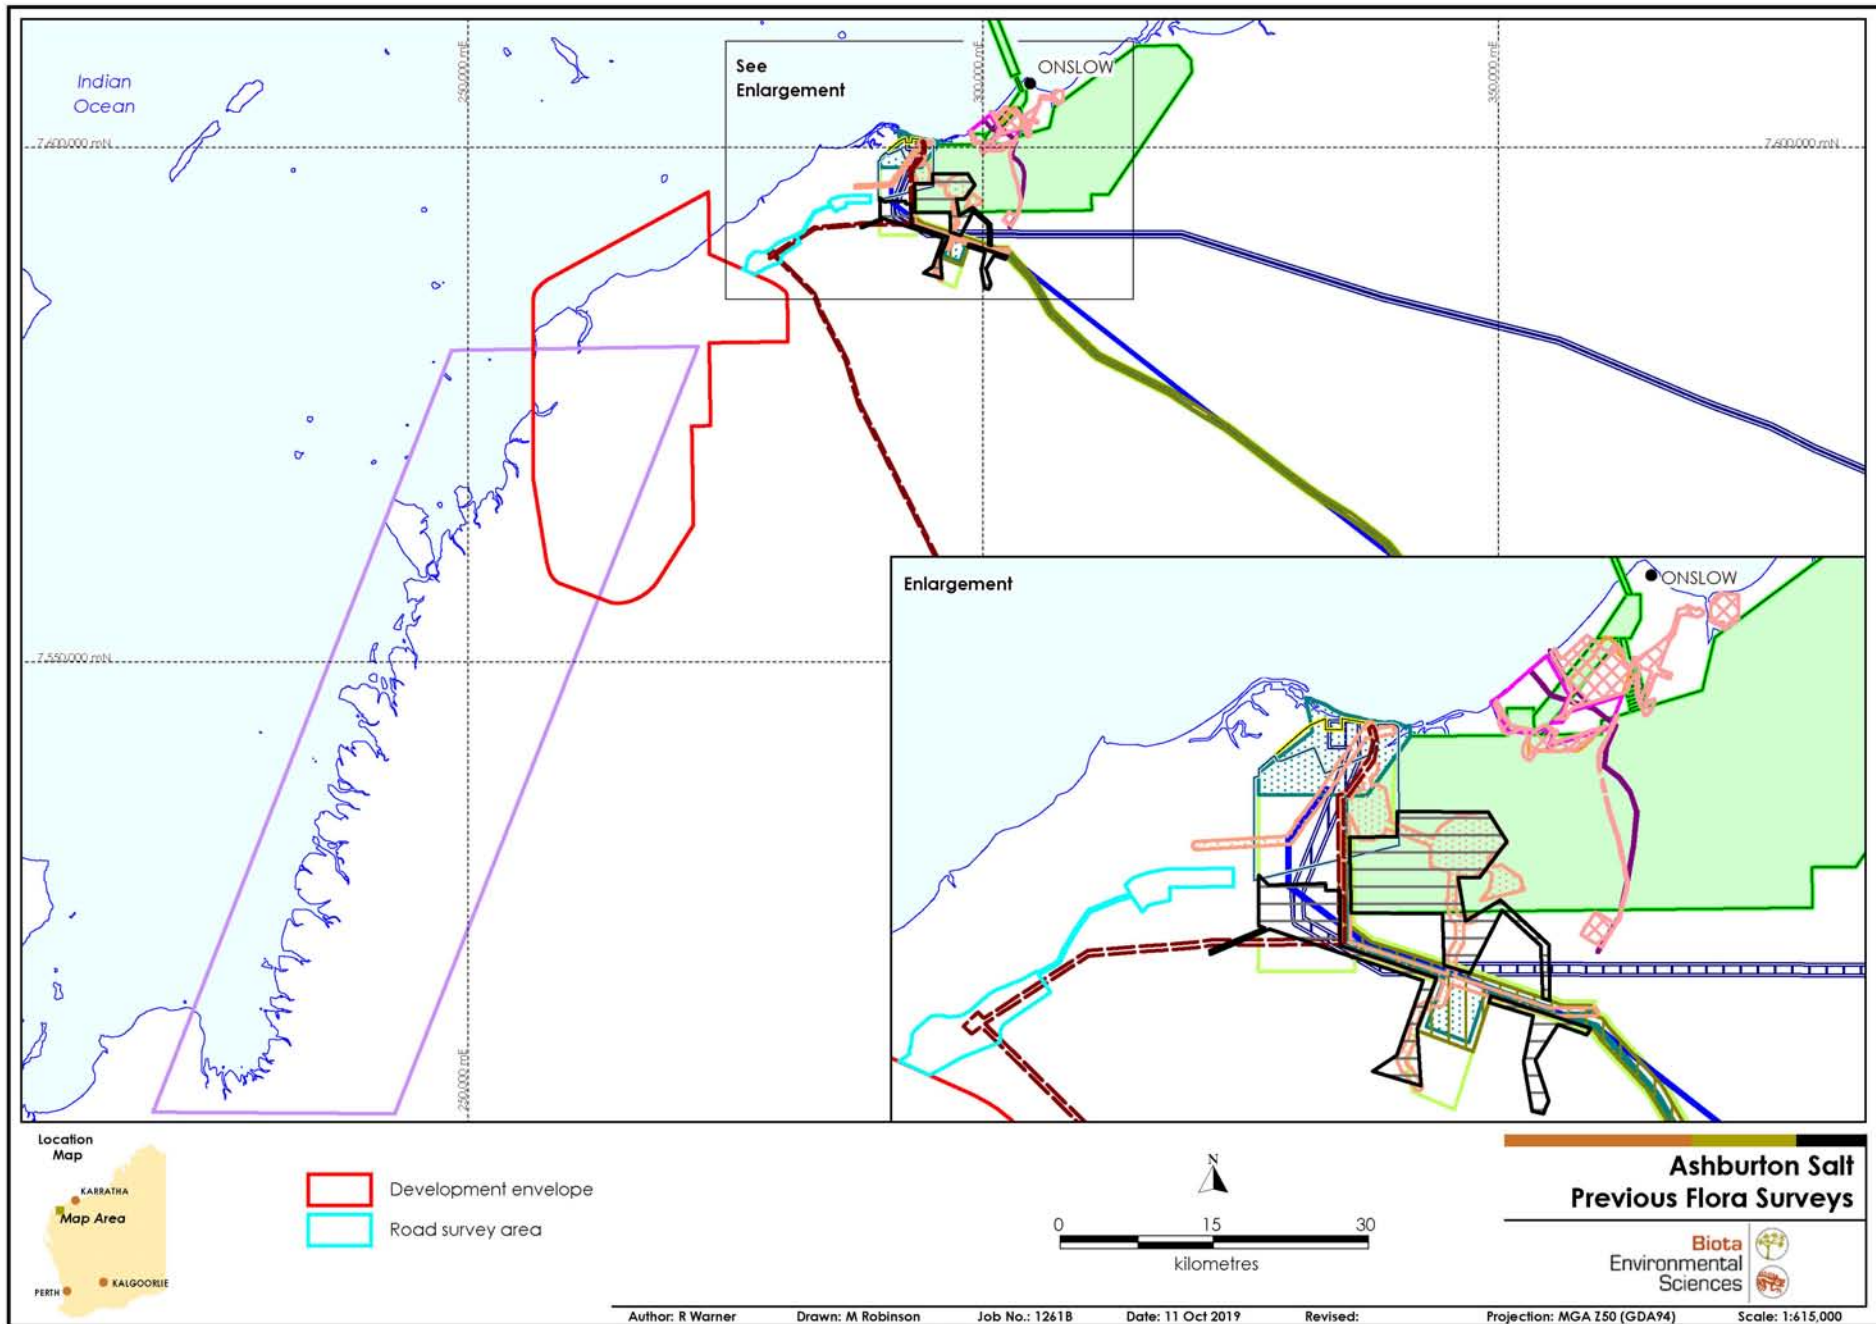 Indian
Ocean
250,000 mE
See
Enlargement
300,000 mE
ONSLOW
350,000 mE
7,600,000 mN
7,600,000 mN
Enlargement
ONSLOW
7,550,000 mN
250,000 mE
Location
Map
KARRATHA
Map Area
KALGOORLIE
PERTH
Development envelope
Road survey area
N
0 15 30
kilometres
Ashburton Salt
Previous Flora Surveys
Biota
Environmental
Sciences
Author: R Warner Drawn: M Robinson Job No.: 1261B Date: 11 Oct 2019 Revised: Projection: MGA Z50 (GDA94) Scale: 1:615,000